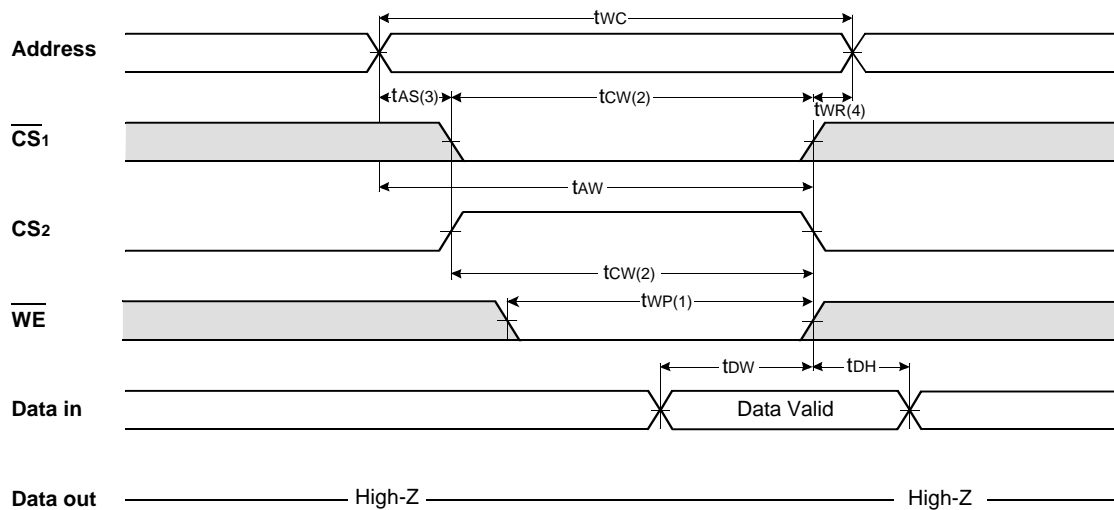 tWC
Address
tAS(3) tCW(2) tWR(4)
CS1
tAW
CS2
tCW(2)
WE tWP(1)
tDW tDH
Data in Data Valid
Data out High-Z High-Z